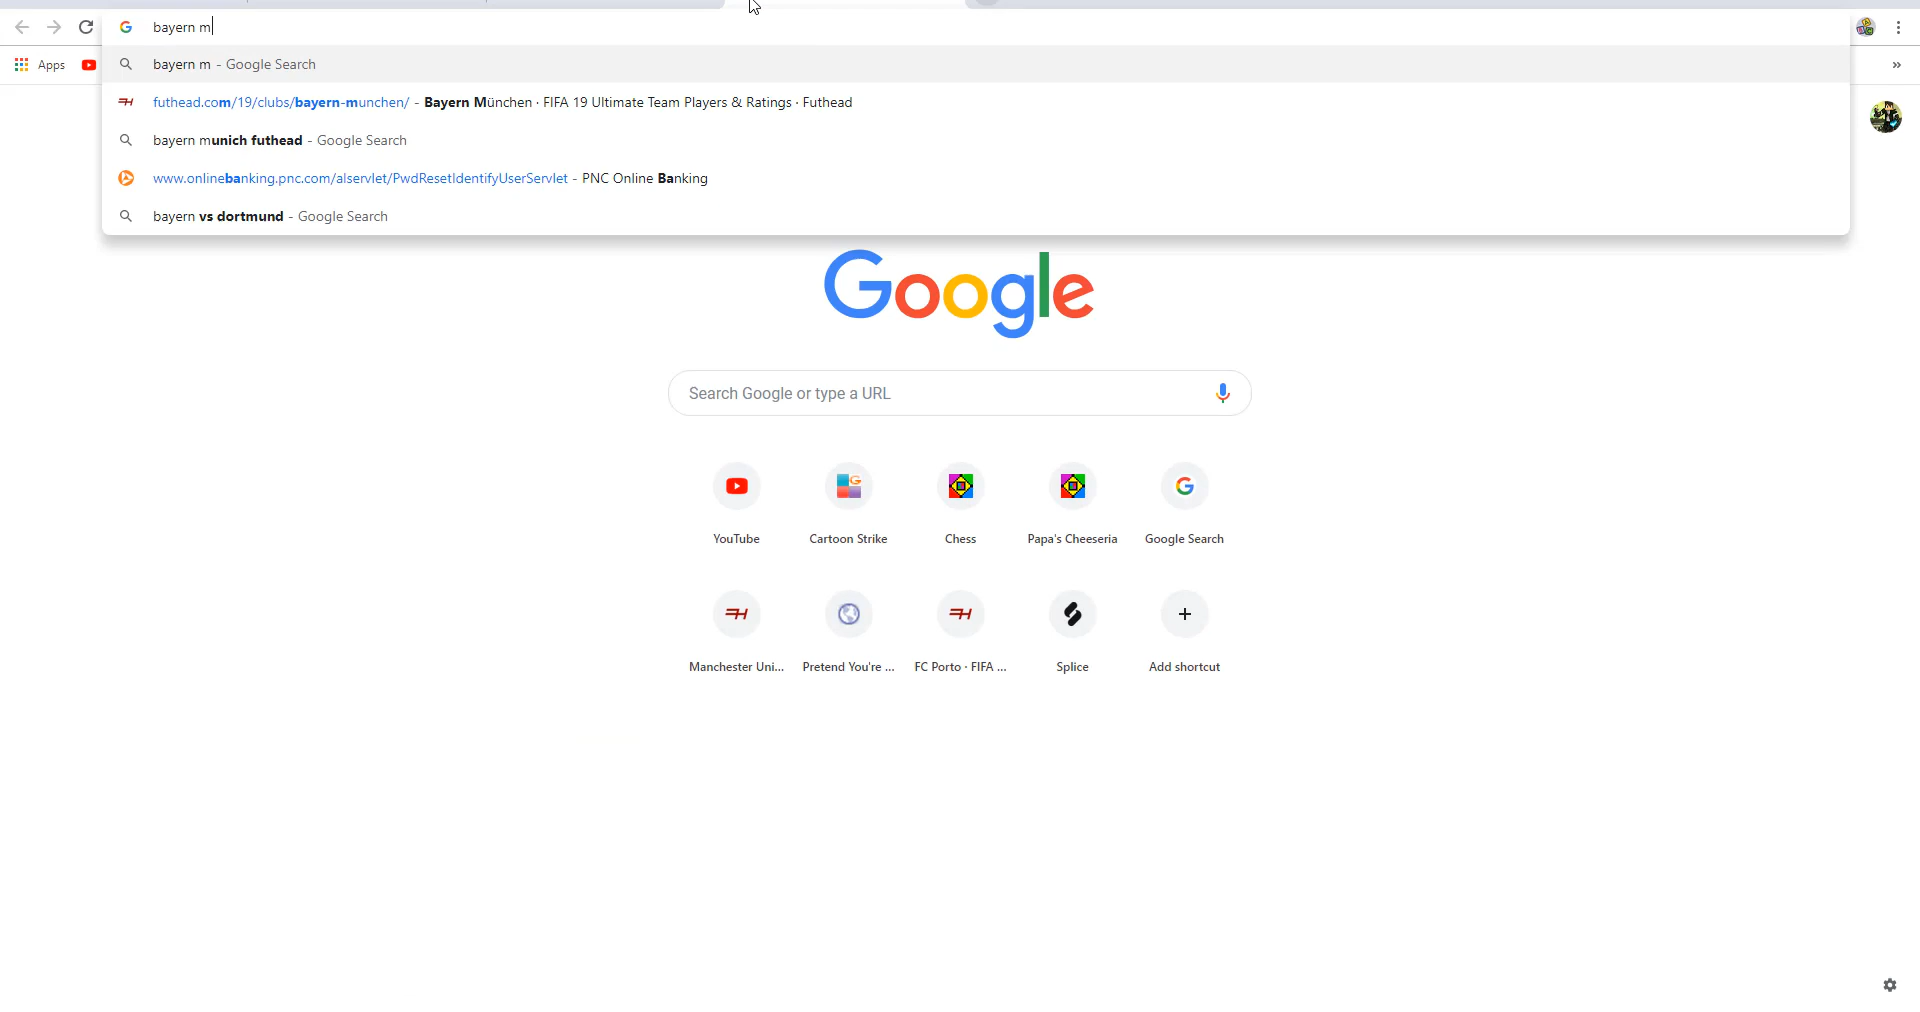 bayern m
Apps
bayern m - Google Search
futhead.com/19/clubs/bayern-munchen/ - Bayern München · FIFA 19 Ultimate Team Players & Ratings · Futhead
bayern munich futhead - Google Search
www.onlinebanking.pnc.com/alservlet/PwdResetIdentifyUserServlet - PNC Online Banking
bayern vs dortmund - Google Search
Google
Search Google or type a URL
YouTube
Cartoon Strike
Chess
Papa's Cheeseria
Google Search
Manchester Uni...
Pretend You're ...
FC Porto · FIFA ...
Splice
Add shortcut